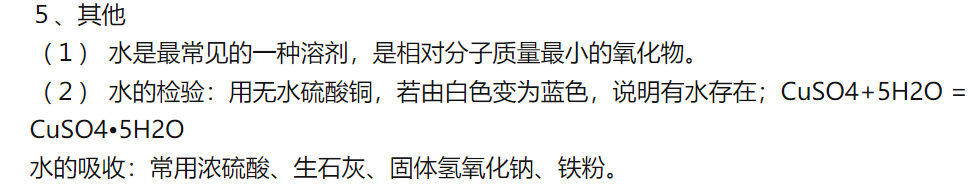 ５、其他
（１） 水是最常见的一种溶剂，是相对分子质量最小的氧化物。
（２） 水的检验：用无水硫酸铜，若由白色变为蓝色，说明有水存在；CuSO4+5H2O =
CuSO4•5H2O
水的吸收：常用浓硫酸、生石灰、固体氢氧化钠、铁粉。